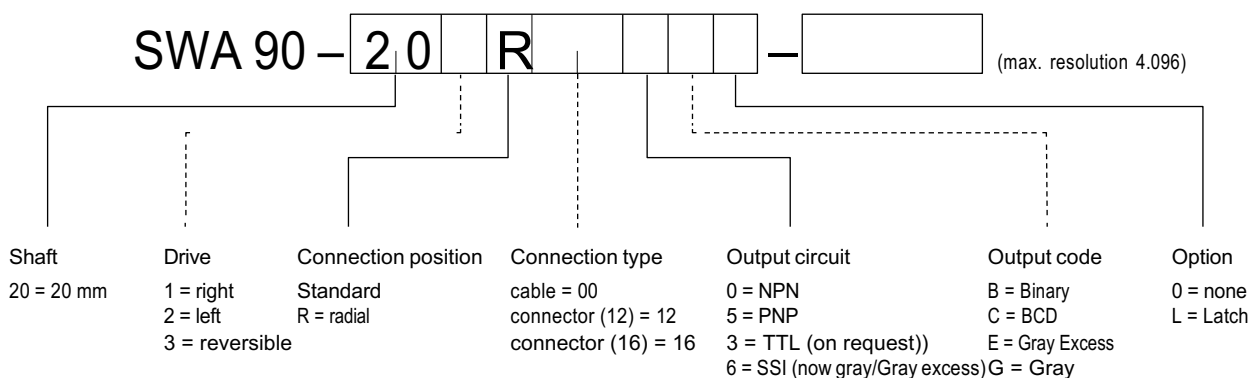 SWA 90 – 20 R – (max. resolution 4.096)
Shaft Drive Connection position Connection type Output circuit Output code Option
20 = 20 mm 1 = right Standard cable = 00 0 = NPN B = Binary 0 = none
2 = left R = radial connector (12) = 12 5 = PNP C = BCD L = Latch
3 = reversible connector (16) = 16 3 = TTL (on request)) E = Gray Excess
6 = SSI (now gray/Gray excess) G = Gray